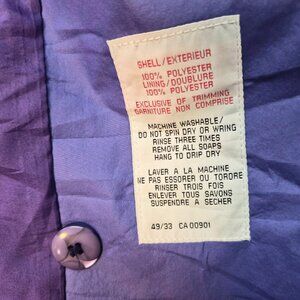 SHELL/EXTERIEUR
100% POLYESTER
LINING/DOUBLURE
100% POLYESTER
EXCLUSIVE OF TRIMMING
GARNITURE NON COMPRISE
MACHINE WASHABLE/
DO NOT SPIN DRY OR WRING
RINSE THREE TIMES
REMOVE ALL SOAPS
HANG TO DRIP DRY
LAVER A LA MACHINE
NE PAS ESSORER OU TORDRE
RINSER TROIS FOIS
ENLEVER TOUS SAVONS
SUSPENDRE A SECHER
49/33 CA 00901